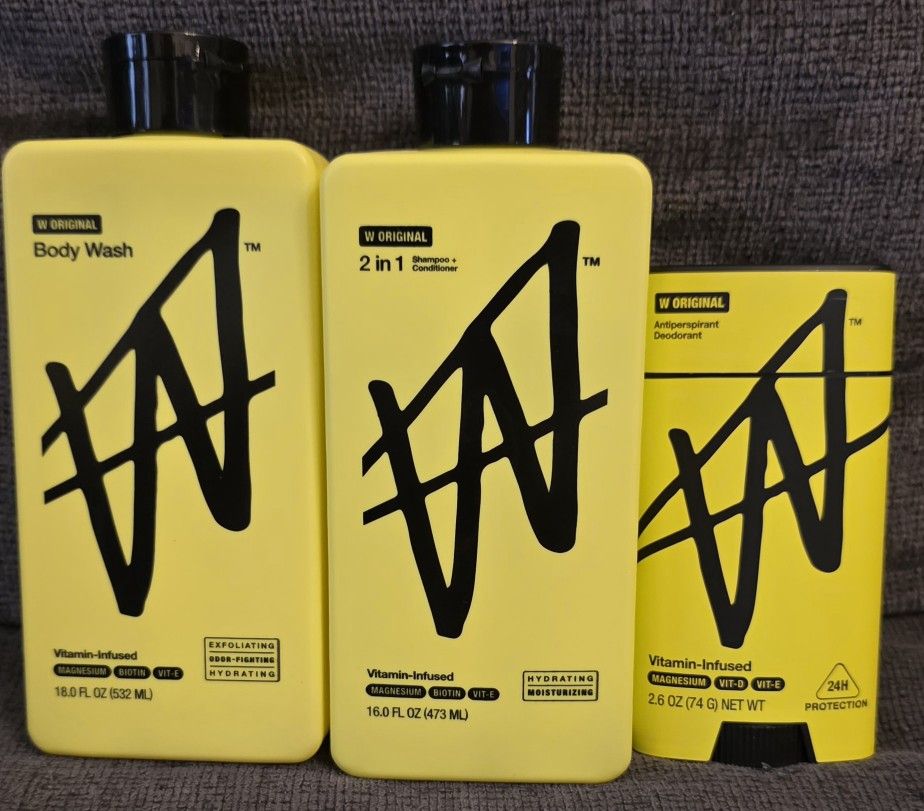 W ORIGINAL
Body Wash
TM
Vitamin-Infused
MAGNESIUM BIOTIN VIT-E
18.0 FL OZ (532 ML)
EXFOLIATING
ODOR-FIGHTING
HYDRATING
W ORIGINAL
2 in 1 Shampoo +
Conditioner
TM
Vitamin-Infused
MAGNESIUM BIOTIN VIT-E
16.0 FL OZ (473 ML)
HYDRATING
MOISTURIZING
W ORIGINAL
Antiperspirant
Deodorant
TM
Vitamin-Infused
MAGNESIUM VIT-D VIT-E
2.6 OZ (74 G) NET WT
24H
PROTECTION